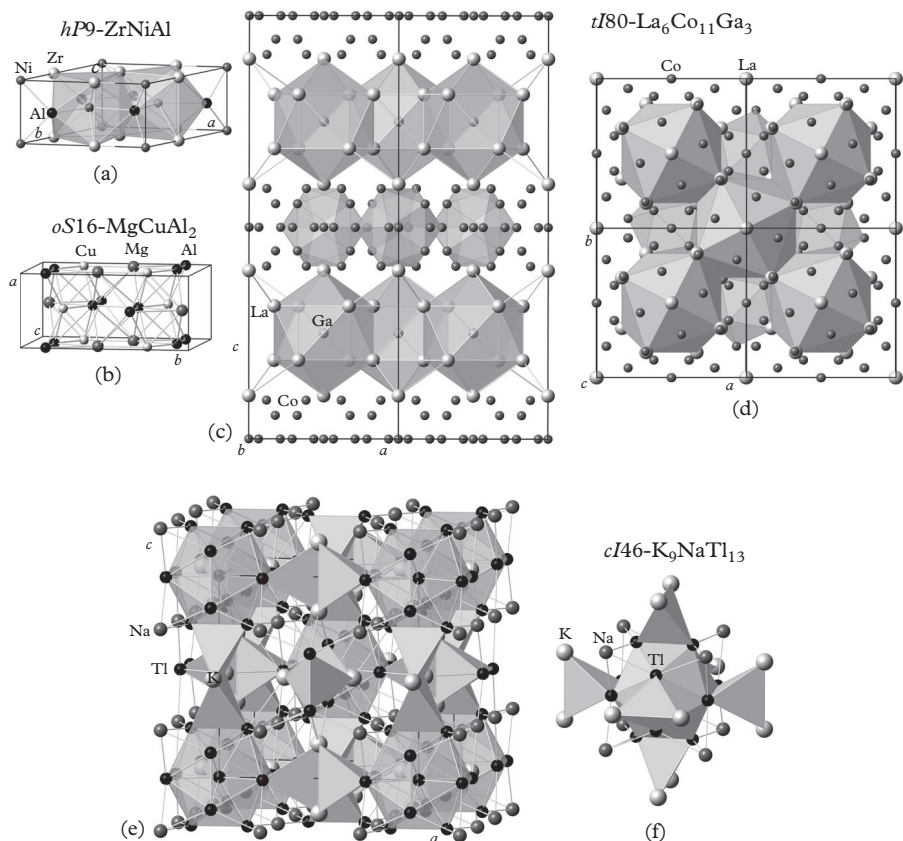 hP9-ZrNiAl
Ni
Zr
c
Al
b
a
(a)
oS16-MgCuAl₂
Cu
Mg
Al
a
c
b
(b)
La
Ga
c
Co
(c)
b
a
tI80-La₆Co₁₁Ga₃
Co
La
b
c
a
(d)
c
Na
Tl
K
(e)
a
cI46-K₉NaTl₁₃
K
Na
Tl
(f)